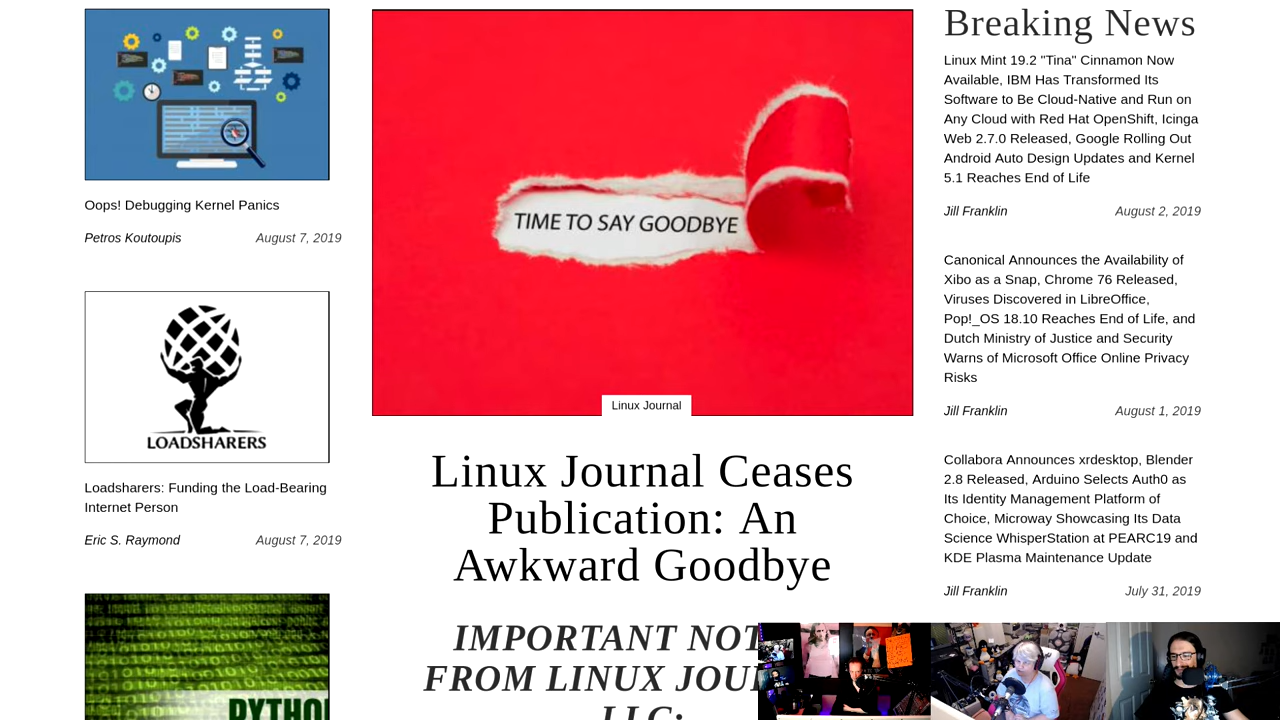 Oops! Debugging Kernel Panics
Petros Koutoupis August 7, 2019
LOADSHARERS
Loadsharers: Funding the Load-Bearing
Internet Person
Eric S. Raymond August 7, 2019
TIME TO SAY GOODBYE
Linux Journal
Linux Journal Ceases
Publication: An
Awkward Goodbye
IMPORTANT
FROM LINUX
LLC:
Breaking News
Linux Mint 19.2 "Tina" Cinnamon Now
Available, IBM Has Transformed Its
Software to Be Cloud-Native and Run on
Any Cloud with Red Hat OpenShift, Icinga
Web 2.7.0 Released, Google Rolling Out
Android Auto Design Updates and Kernel
5.1 Reaches End of Life
Jill Franklin August 2, 2019
Canonical Announces the Availability of
Xibo as a Snap, Chrome 76 Released,
Viruses Discovered in LibreOffice,
Pop!_OS 18.10 Reaches End of Life, and
Dutch Ministry of Justice and Security
Warns of Microsoft Office Online Privacy
Risks
Jill Franklin August 1, 2019
Collabora Announces xrdesktop, Blender
2.8 Released, Arduino Selects Auth0 as
Its Identity Management Platform of
Choice, Microway Showcasing Its Data
Science WhisperStation at PEARC19 and
KDE Plasma Maintenance Update
Jill Franklin July 31, 2019